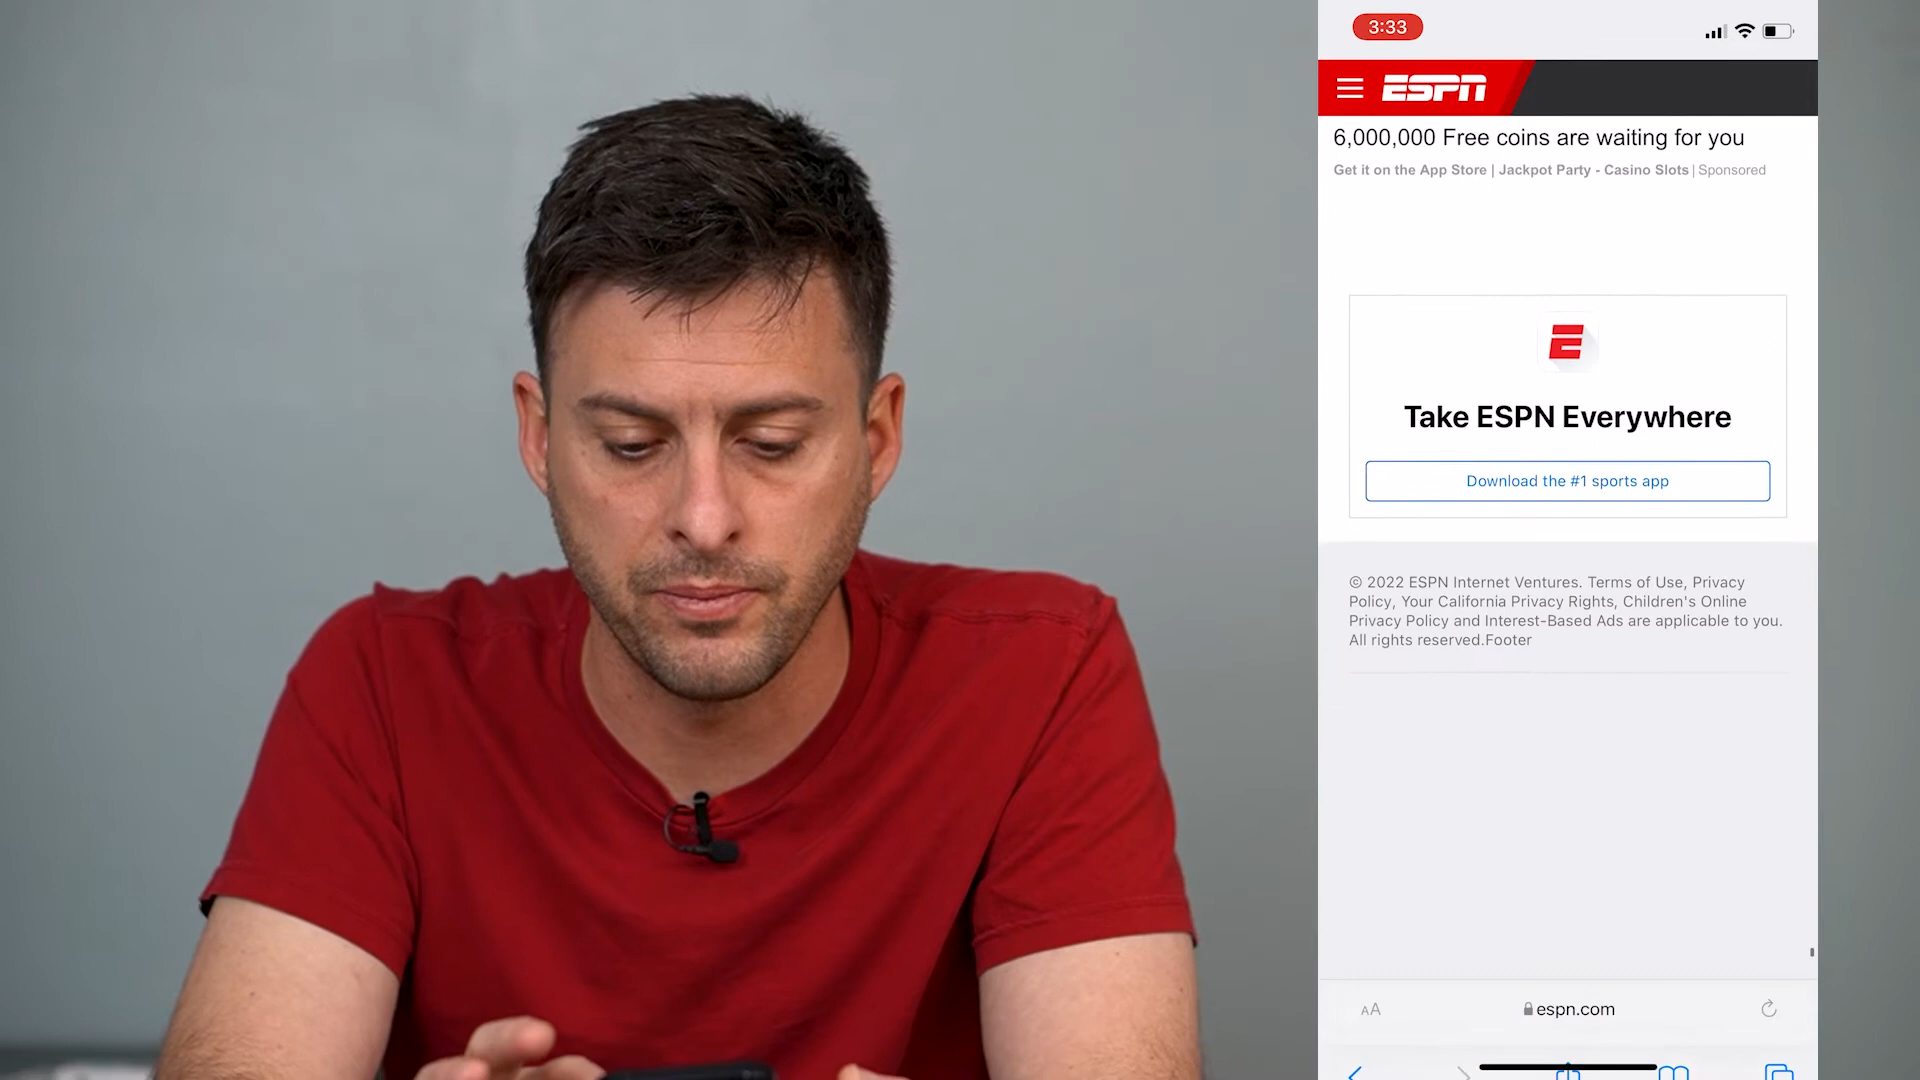 3:33
ESPN
6,000,000 Free coins are waiting for you
Get it on the App Store | Jackpot Party - Casino Slots | Sponsored
E
Take ESPN Everywhere
Download the #1 sports app
© 2022 ESPN Internet Ventures. Terms of Use, Privacy
Policy, Your California Privacy Rights, Children's Online
Privacy Policy and Interest-Based Ads are applicable to you.
All rights reserved.Footer
AA
espn.com